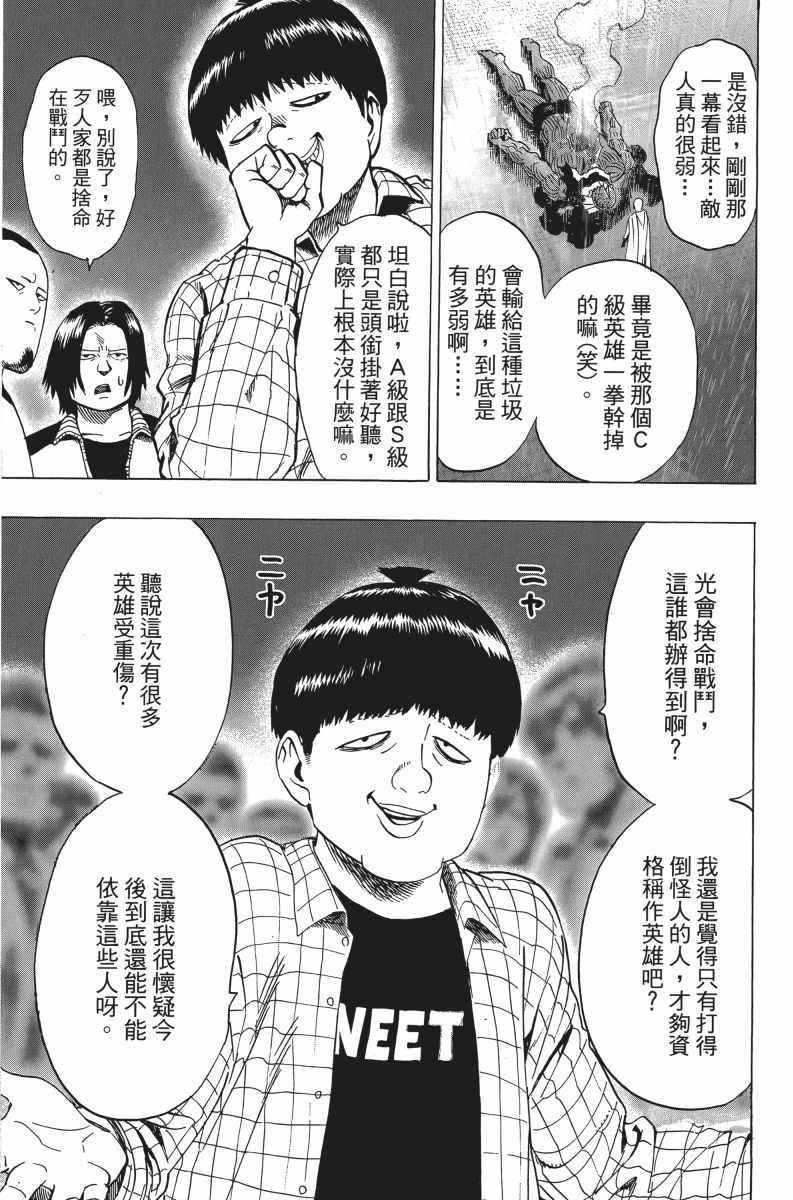 是沒錯，剛剛那
一幕看起來…敵
人真的很弱…
畢竟是被那個C
級英雄一拳幹掉
的嘛（笑）。
會輸給這種垃圾
的英雄，到底是
有多弱啊……
坦白說啦，A級跟S級
都只是頭銜掛著好聽，
實際上根本沒什麼嘛。
喂，別說了，好
歹人家都是捨命
在戰鬥的。
光會捨命戰鬥，
這誰都辦得到啊？
我還是覺得只有打得
倒怪人的人，才夠資
格稱作英雄吧？
ニャ
ニヤ
聽說這次有很多
英雄受重傷？
這讓我很懷疑今
後到底還能不能
依靠這些人呀。
NEET